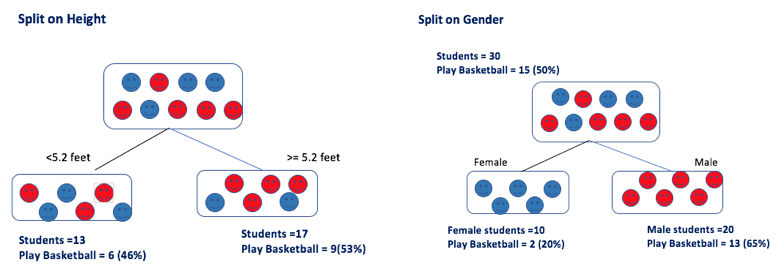 Split on Height
<5.2 feet
>= 5.2 feet
Students =13
Play Basketball = 6 (46%)
Students =17
Play Basketball = 9(53%)
Split on Gender
Students = 30
Play Basketball = 15 (50%)
Female
Male
Female students =10
Play Basketball = 2 (20%)
Male students =20
Play Basketball = 13 (65%)